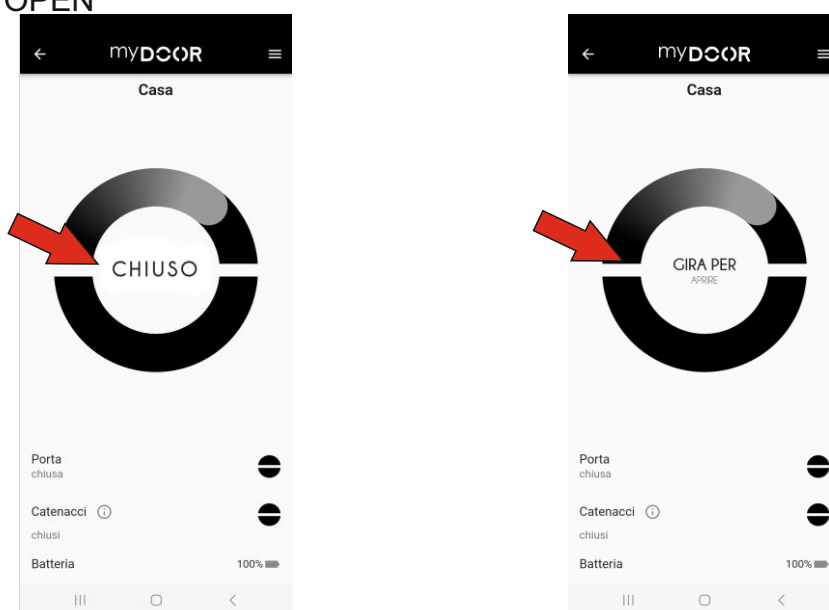 OPEN
myDOOR
Casa
CHIUSO
Porta
chiusa
Catenacci
chiusi
Batteria
100%
myDOOR
Casa
GIRA PER
APRIRE
Porta
chiusa
Catenacci
chiusi
Batteria
100%